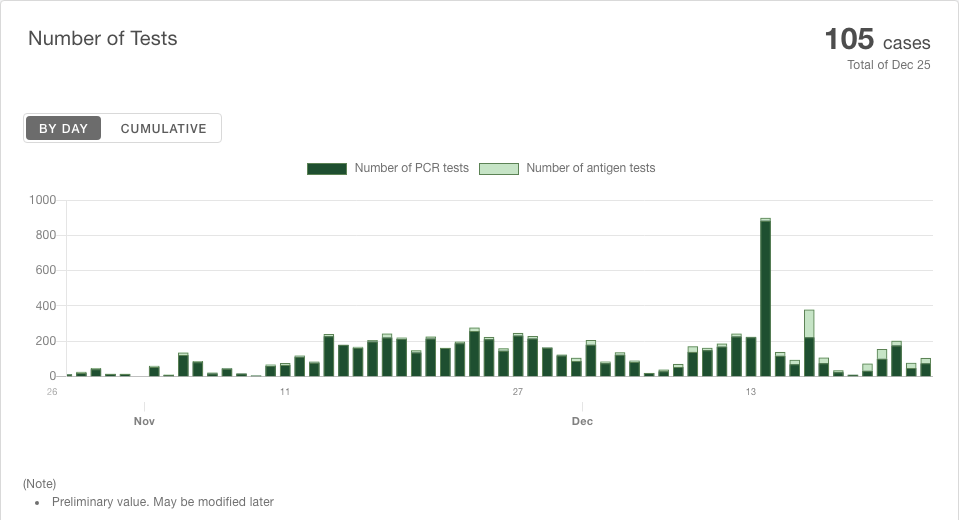 Number of Tests
105 cases
Total of Dec 25
BY DAY CUMULATIVE
Number of PCR tests Number of antigen tests
1000
800
600
400
200
0
26 11 27 13
Nov Dec
(Note)
• Preliminary value. May be modified later